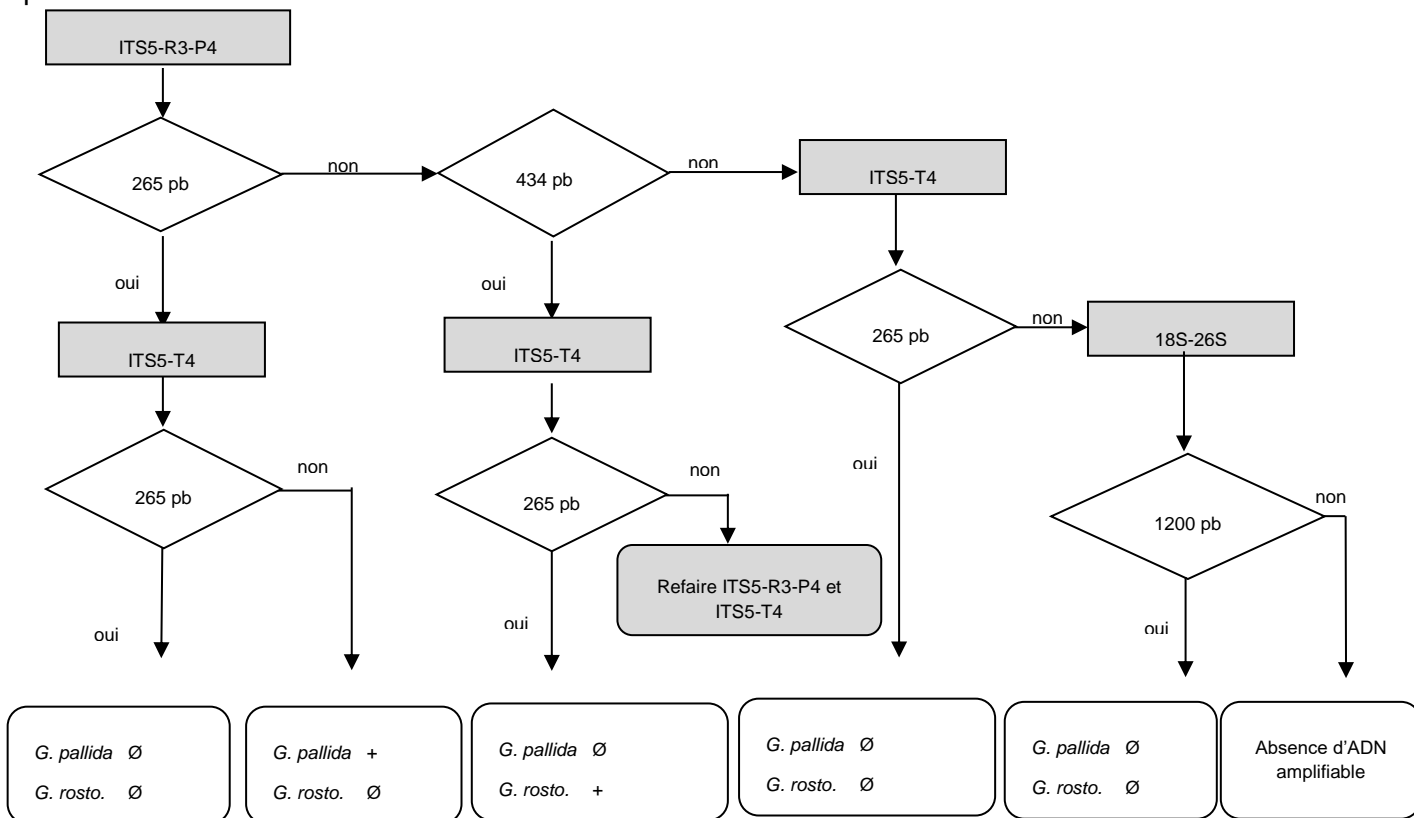 ITS5-R3-P4
265 pb
non
434 pb
non
ITS5-T4
oui
oui
265 pb
non
18S-26S
ITS5-T4
ITS5-T4
265 pb
non
265 pb
non
oui
1200 pb
non
Refaire ITS5-R3-P4 et
ITS5-T4
oui
oui
oui
G. pallida Ø
G. rosto. Ø
G. pallida +
G. rosto. Ø
G. pallida Ø
G. rosto. +
G. pallida Ø
G. rosto. Ø
G. pallida Ø
G. rosto. Ø
Absence d’ADN
amplifiable